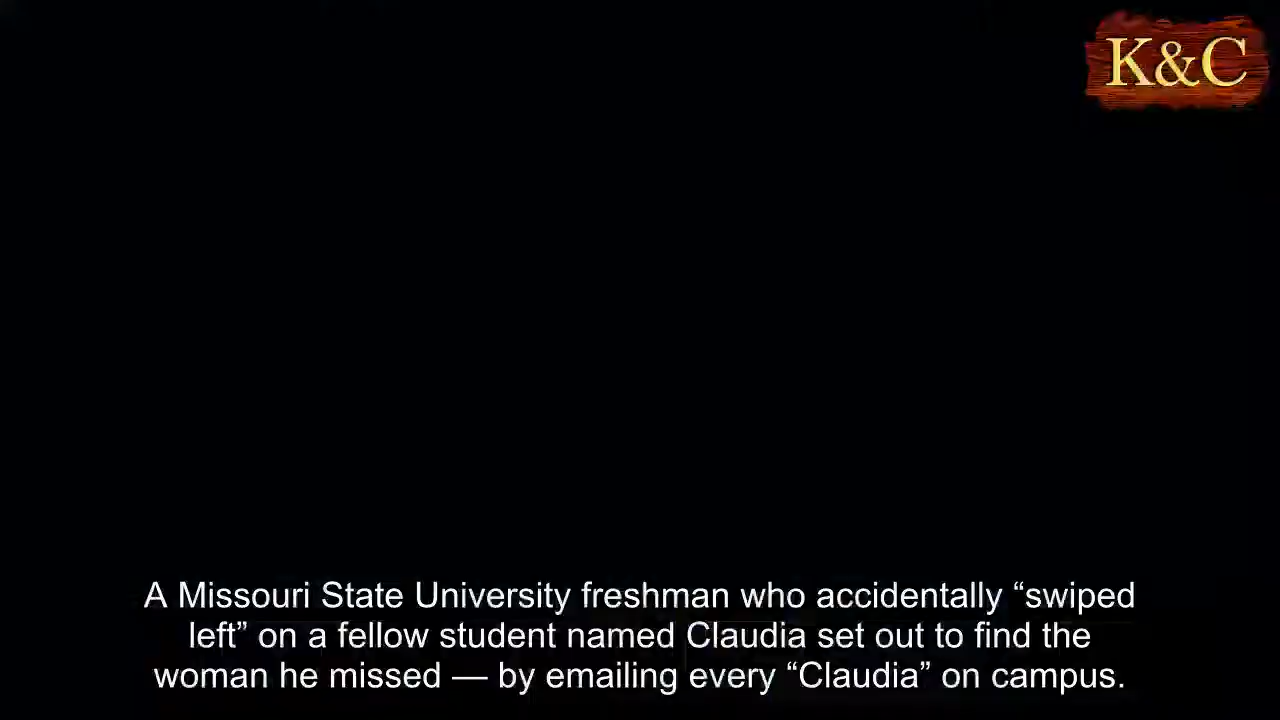 K&C
A Missouri State University freshman who accidentally “swiped
left” on a fellow student named Claudia set out to find the
woman he missed — by emailing every “Claudia” on campus.